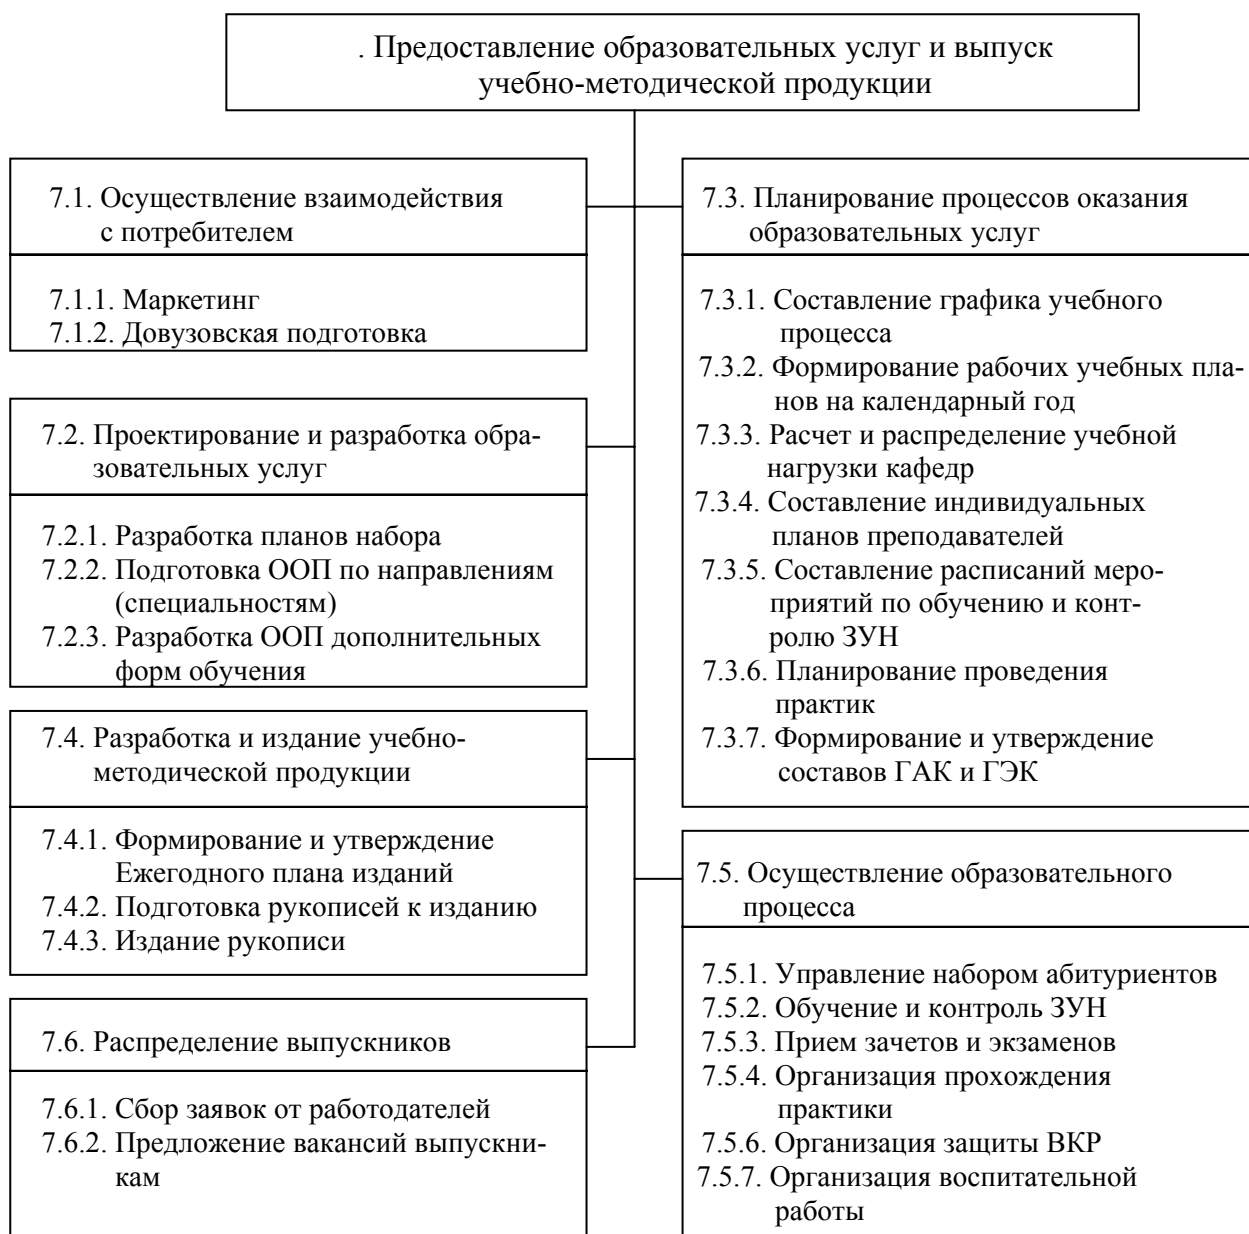 . Предоставление образовательных услуг и выпуск
учебно-методической продукции
7.1. Осуществление взаимодействия
с потребителем
7.1.1. Маркетинг
7.1.2. Довузовская подготовка
7.2. Проектирование и разработка обра-
зовательных услуг
7.2.1. Разработка планов набора
7.2.2. Подготовка ООП по направлениям
(специальностям)
7.2.3. Разработка ООП дополнительных
форм обучения
7.4. Разработка и издание учебно-
методической продукции
7.4.1. Формирование и утверждение
Ежегодного плана изданий
7.4.2. Подготовка рукописей к изданию
7.4.3. Издание рукописи
7.6. Распределение выпускников
7.6.1. Сбор заявок от работодателей
7.6.2. Предложение вакансий выпускни-
кам
7.3. Планирование процессов оказания
образовательных услуг
7.3.1. Составление графика учебного
процесса
7.3.2. Формирование рабочих учебных пла-
нов на календарный год
7.3.3. Расчет и распределение учебной
нагрузки кафедр
7.3.4. Составление индивидуальных
планов преподавателей
7.3.5. Составление расписаний меро-
приятий по обучению и конт-
ролю ЗУН
7.3.6. Планирование проведения
практик
7.3.7. Формирование и утверждение
составов ГАК и ГЭК
7.5. Осуществление образовательного
процесса
7.5.1. Управление набором абитуриентов
7.5.2. Обучение и контроль ЗУН
7.5.3. Прием зачетов и экзаменов
7.5.4. Организация прохождения
практики
7.5.6. Организация защиты ВКР
7.5.7. Организация воспитательной
работы